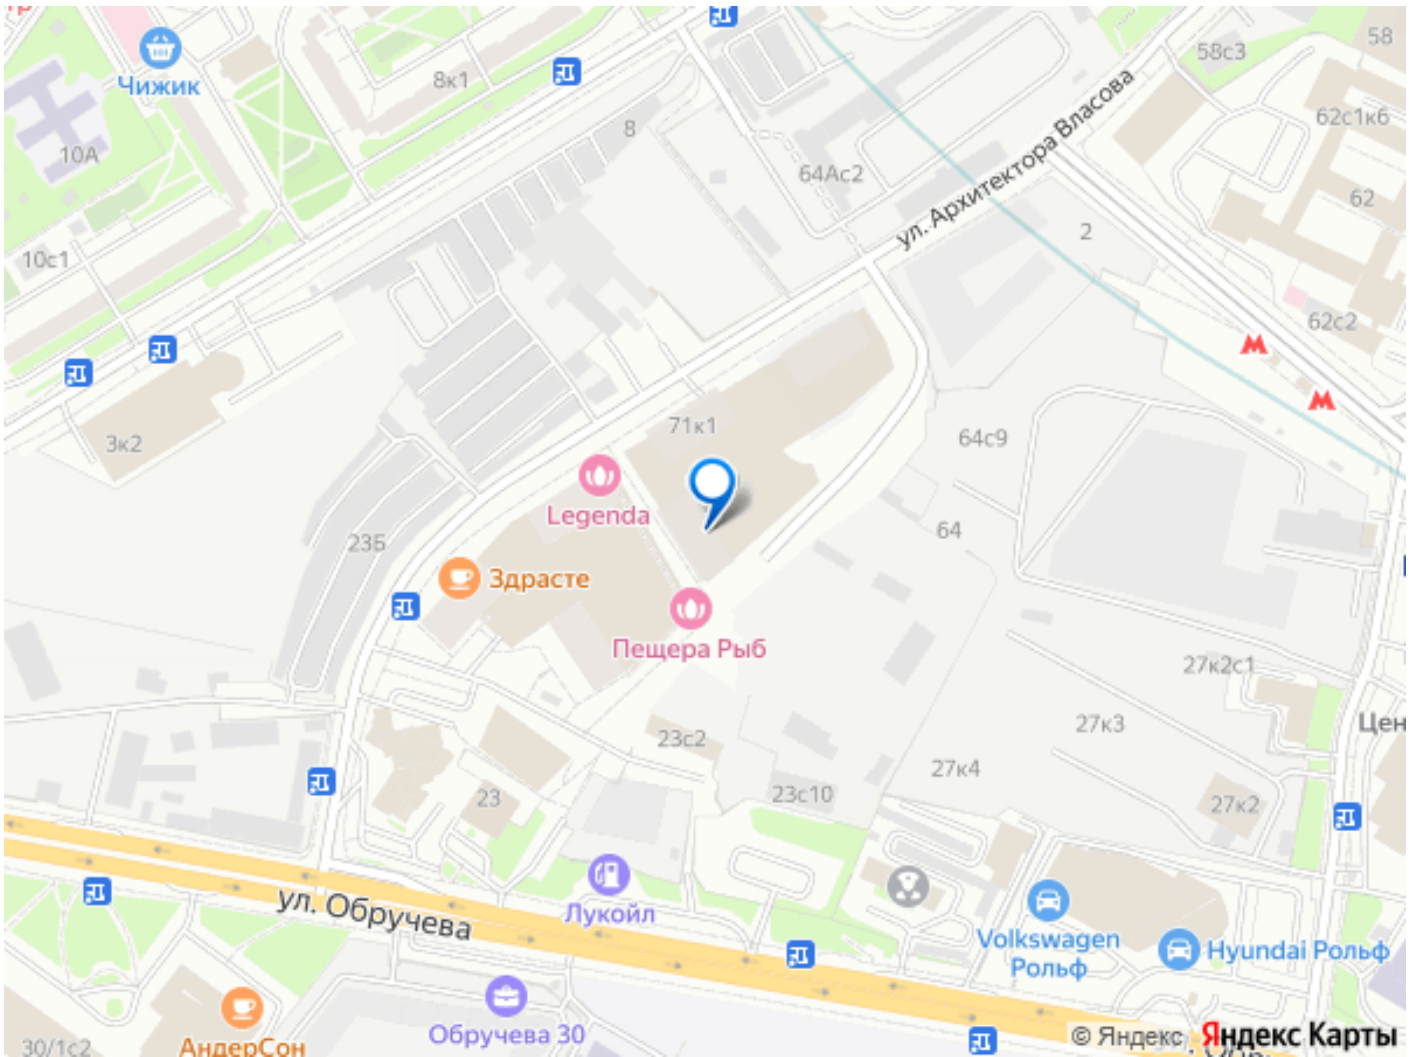 Чижик
8к1
58с3
58
10А
8
64Ас2
ул. Архитектора Власова
62с1к6
62
10с1
2
62с2
3к2
71к1
64с9
Legenda
64
23Б
Здрасте
Пещера Рыб
27к2с1
23с2
27к3
Цен
27к4
23
23с10
27к2
ул. Обручева
Лукойл
Volkswagen
Рольф
Hyundai Рольф
Обручева 30
30/1с2
АндерСон
© Яндекс
Яндекс Карты